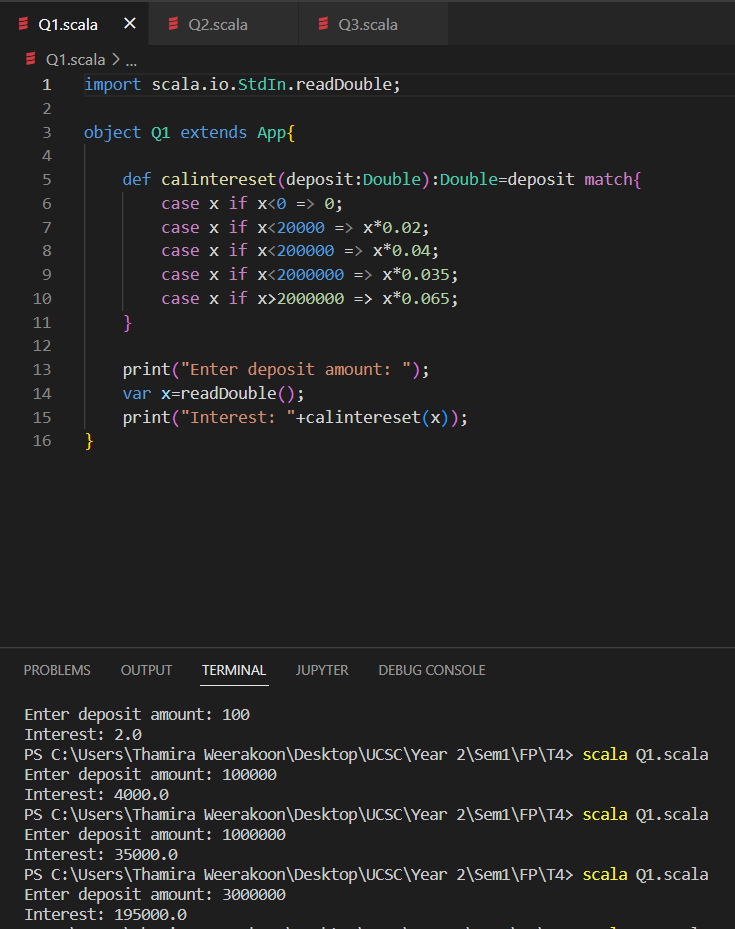 Q1.scala × Q2.scala Q3.scala
Q1.scala > ...
1 import scala.io.StdIn.readDouble;
2
3 object Q1 extends App{
4
5     def calintereset(deposit:Double):Double=deposit match{
6         case x if x<0 => 0;
7         case x if x<20000 => x*0.02;
8         case x if x<200000 => x*0.04;
9         case x if x<2000000 => x*0.035;
10         case x if x>2000000 => x*0.065;
11     }
12
13     print("Enter deposit amount: ");
14     var x=readDouble();
15     print("Interest: "+calintereset(x));
16 }
PROBLEMS OUTPUT TERMINAL JUPYTER DEBUG CONSOLE
Enter deposit amount: 100
Interest: 2.0
PS C:\Users\Thamira Weerakoon\Desktop\UCSC\Year 2\Sem1\FP\T4> scala Q1.scala
Enter deposit amount: 100000
Interest: 4000.0
PS C:\Users\Thamira Weerakoon\Desktop\UCSC\Year 2\Sem1\FP\T4> scala Q1.scala
Enter deposit amount: 1000000
Interest: 35000.0
PS C:\Users\Thamira Weerakoon\Desktop\UCSC\Year 2\Sem1\FP\T4> scala Q1.scala
Enter deposit amount: 3000000
Interest: 195000.0